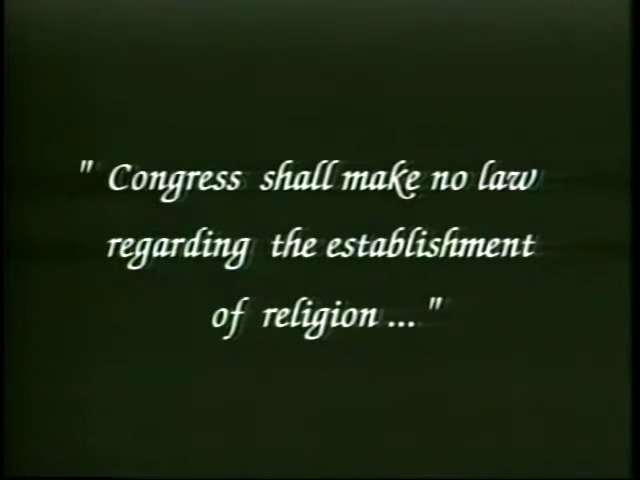 " Congress shall make no law
regarding the establishment
of religion ... "